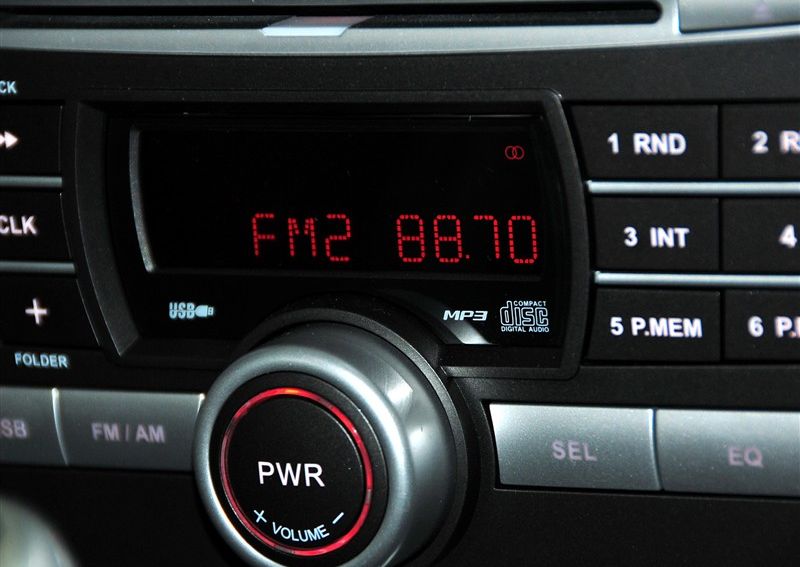 CK
1 RND
2 R
FM2 88.70
CLK
3 INT
4
USB
MP3
COMPACT
disc
DIGITAL AUDIO
+
5 P.MEM
6 P.
FOLDER
SB
FM / AM
SEL
EQ
PWR
+ VOLUME −